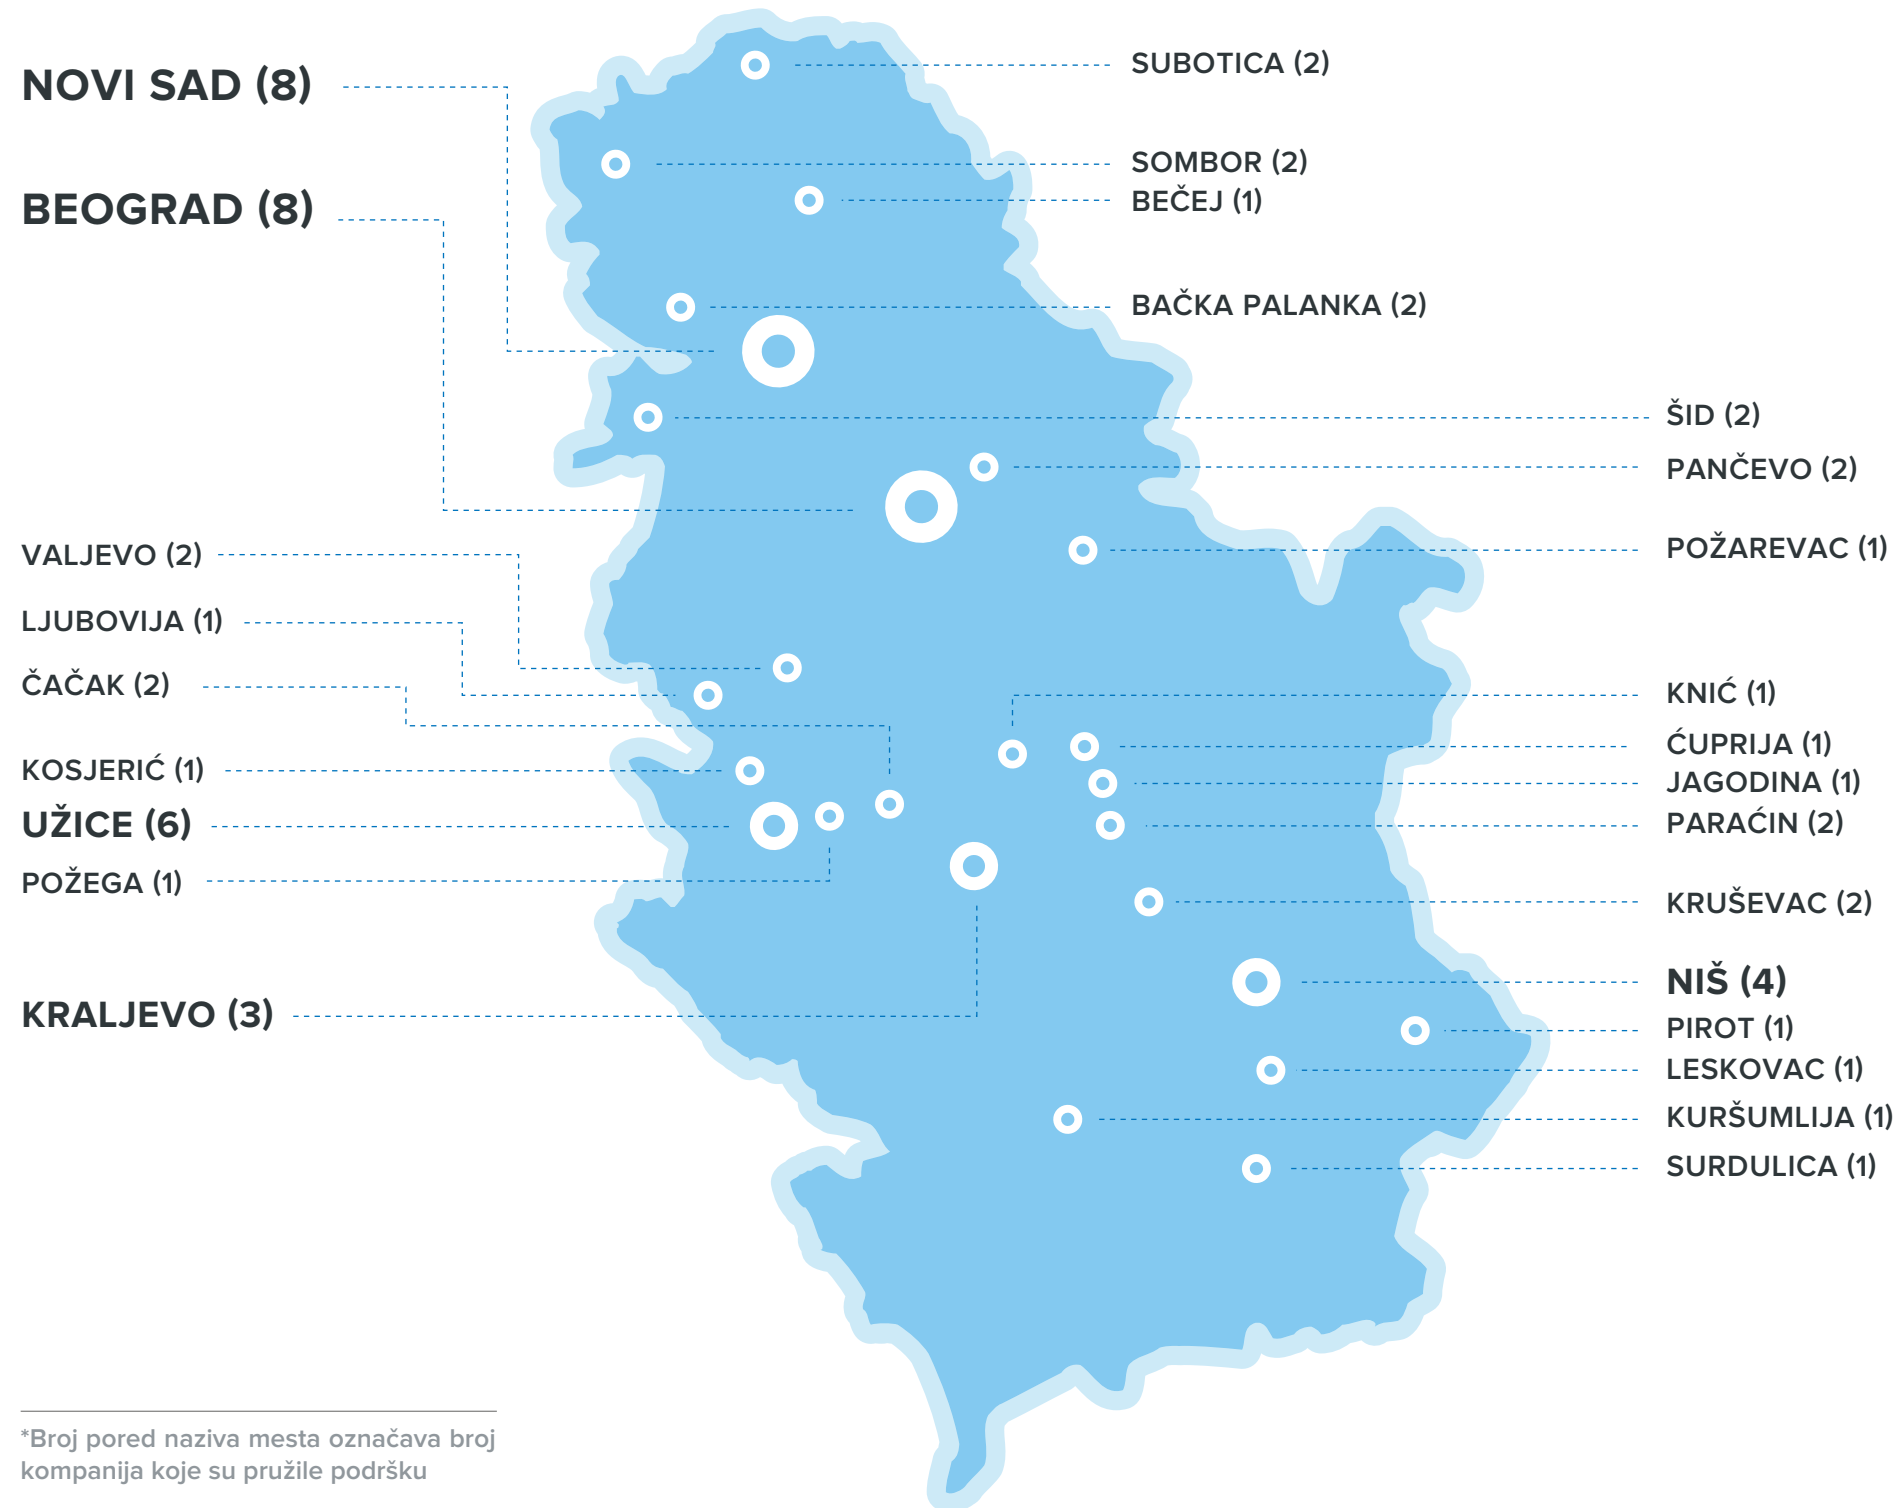 NOVI SAD (8)
BEOGRAD (8)
VALJEVO (2)
LJUBOVIJA (1)
ČAČAK (2)
KOSJERIĆ (1)
UŽICE (6)
POŽEGA (1)
KRALJEVO (3)
SUBOTICA (2)
SOMBOR (2)
BEČEJ (1)
BAČKA PALANKA (2)
ŠID (2)
PANČEVO (2)
POŽAREVAC (1)
KNIĆ (1)
ĆUPRIJA (1)
JAGODINA (1)
PARAĆIN (2)
KRUŠEVAC (2)
NIŠ (4)
PIROT (1)
LESKOVAC (1)
KURŠUMLIJA (1)
SURDULICA (1)
*Broj pored naziva mesta označava broj
kompanija koje su pružile podršku